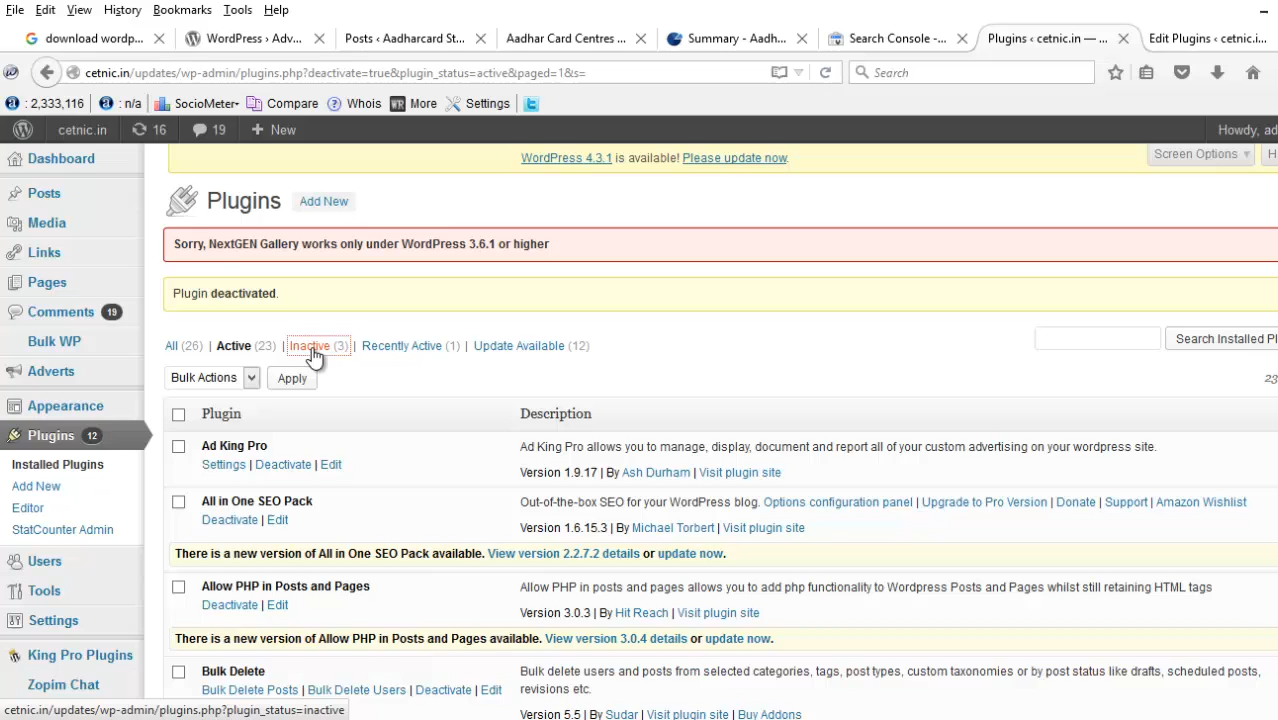 File Edit View History Bookmarks Tools Help
download wordp... WordPress › Adv... Posts ‹ Aadharcard St... Aadhar Card Centres ... Summary - Aadh... Search Console -... Plugins ‹ cetnic.in — ... Edit Plugins ‹ cetnic.i...
cetnic.in/updates/wp-admin/plugins.php?deactivate=true&plugin_status=active&paged=1&s= Search
: 2,333,116 : n/a SocioMeter Compare Whois More Settings
cetnic.in 16 19 + New Howdy, ad
Dashboard
WordPress 4.3.1 is available! Please update now.
Screen Options H
Posts
Media
Links
Pages
Comments 19
Bulk WP
Adverts
Appearance
Plugins 12
Installed Plugins
Add New
Editor
StatCounter Admin
Users
Tools
Settings
King Pro Plugins
Zopim Chat
Plugins Add New
Sorry, NextGEN Gallery works only under WordPress 3.6.1 or higher
Plugin deactivated.
All (26) | Active (23) | Inactive (3) | Recently Active (1) | Update Available (12)
Search Installed Pl
Bulk Actions Apply
23
Plugin Description
Ad King Pro
Settings | Deactivate | Edit
Ad King Pro allows you to manage, display, document and report all of your custom advertising on your wordpress site.
Version 1.9.17 | By Ash Durham | Visit plugin site
All in One SEO Pack
Deactivate | Edit
Out-of-the-box SEO for your WordPress blog. Options configuration panel | Upgrade to Pro Version | Donate | Support | Amazon Wishlist
Version 1.6.15.3 | By Michael Torbert | Visit plugin site
There is a new version of All in One SEO Pack available. View version 2.2.7.2 details or update now.
Allow PHP in Posts and Pages
Deactivate | Edit
Allow PHP in posts and pages allows you to add php functionality to Wordpress Posts and Pages whilst still retaining HTML tags
Version 3.0.3 | By Hit Reach | Visit plugin site
There is a new version of Allow PHP in Posts and Pages available. View version 3.0.4 details or update now.
Bulk Delete
Bulk Delete Posts | Bulk Delete Users | Deactivate | Edit
Bulk delete users and posts from selected categories, tags, post types, custom taxonomies or by post status like drafts, scheduled posts,
revisions etc.
Version 5.5 | By Sudar | Visit plugin site | Buy Addons
cetnic.in/updates/wp-admin/plugins.php?plugin_status=inactive